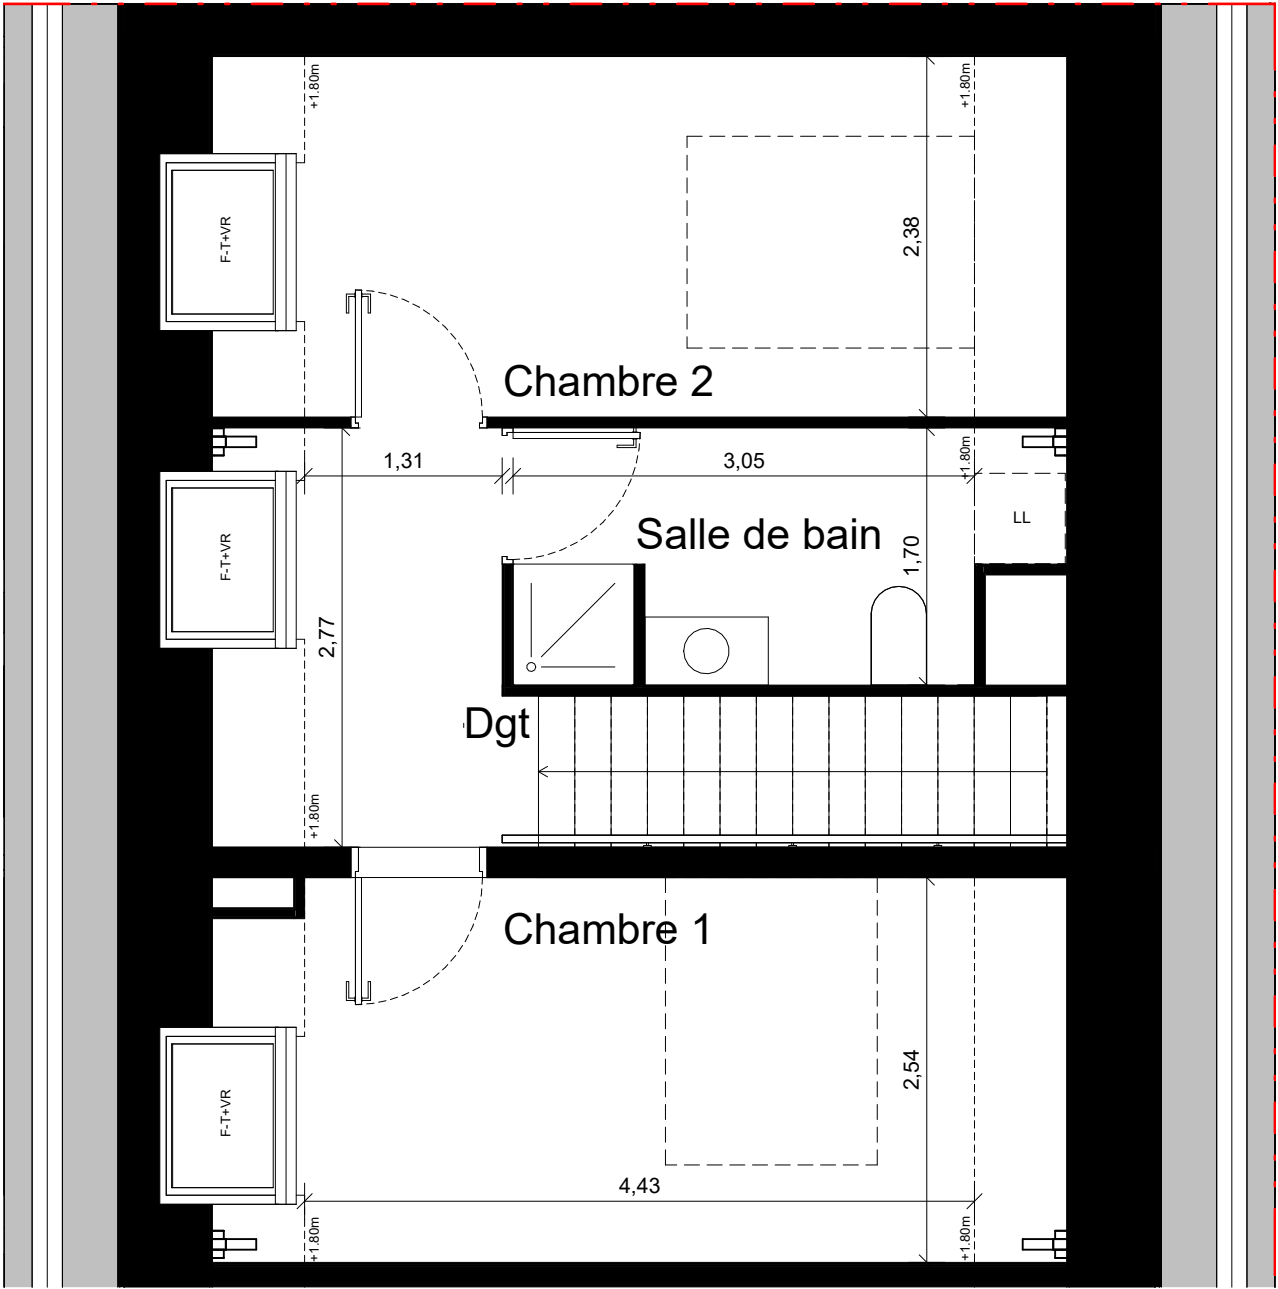 +1.80m
+1.80m
F-T+VR
2,38
Chambre 2
1,31
3,05
+1.80m
LL
Salle de bain
F-T+VR
1,70
2,77
Dgt
+1.80m
Chambre 1
2,54
F-T+VR
4,43
+1.80m
+1.80m